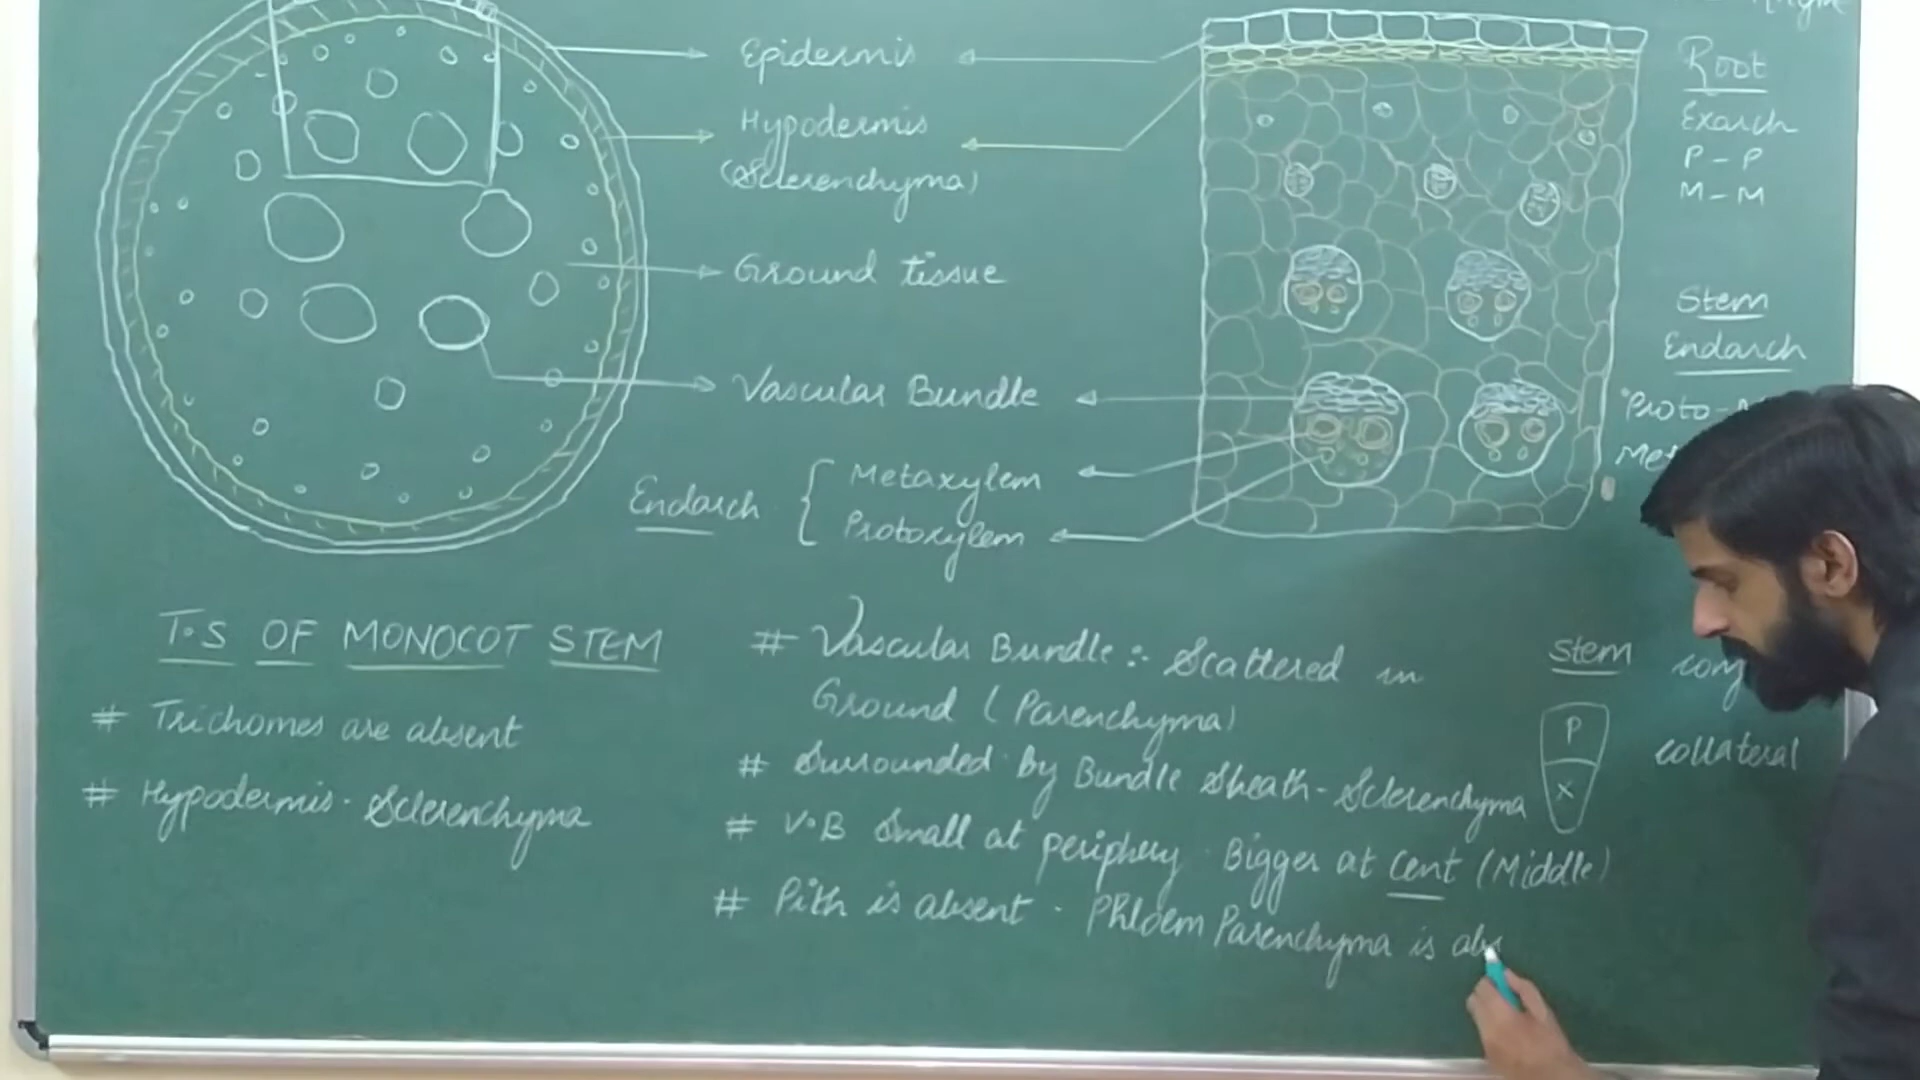 Epidermis
Hypodermis
(Sclerenchyma)
Ground tissue
Vascular Bundle
Endarch
Metaxylem
Protoxylem
Root
Exarch
P - P
M - M
Stem
Endarch
Proto-
T.S OF MONOCOT STEM
# Trichomes are absent
# Hypodermis - Sclerenchyma
# Vascular Bundle :- Scattered in
Ground (Parenchyma)
# Surrounded by Bundle Sheath - Sclerenchyma
# V.B Small at periphery . Bigger at Cent (Middle)
# Pith is absent . Phloem Parenchyma is abs
Stem
P
X
collateral